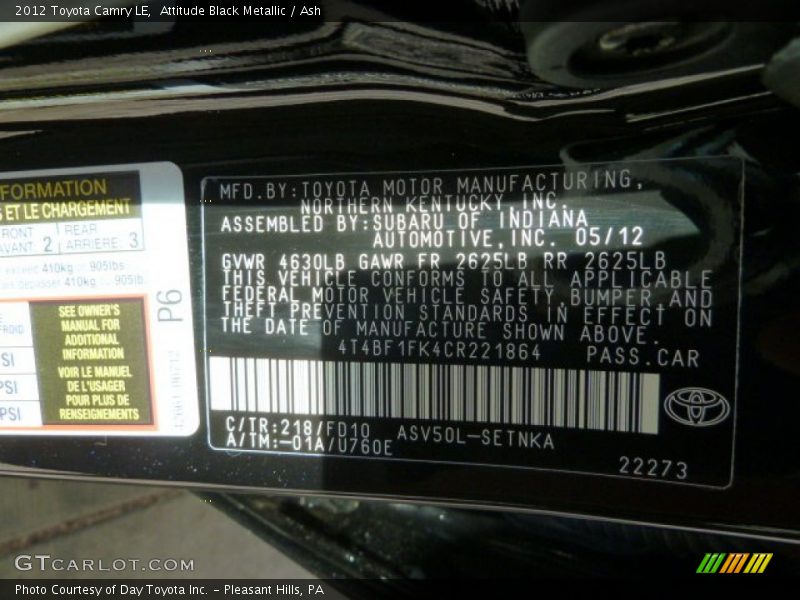 2012 Toyota Camry LE, Attitude Black Metallic / Ash
FORMATION
ET LE CHARGEMENT
RONT
AVANT 2
REAR
ARRIÈRE 3
410kg or 905lbs
410kg or 905lb.
SEE OWNER'S
MANUAL FOR
ADDITIONAL
INFORMATION
VOIR LE MANUEL
DE L'USAGER
POUR PLUS DE
RENSEIGNEMENTS
PSI
PSI
PSI
P6
MFD.BY:TOYOTA MOTOR MANUFACTURING,
NORTHERN KENTUCKY, INC.
ASSEMBLED BY:SUBARU OF INDIANA
AUTOMOTIVE,INC. 05/12
GVWR 4630LB GAWR FR 2625LB RR 2625LB
THIS VEHICLE CONFORMS TO ALL APPLICABLE
FEDERAL MOTOR VEHICLE SAFETY,BUMPER,AND
THEFT PREVENTION STANDARDS IN EFFECT ON
THE DATE OF MANUFACTURE SHOWN ABOVE.
4T4BF1FK4CR221864 PASS.CAR
C/TR:218/FD10 ASV50L-SETNKA
A/TM:-01A/U760E
22273
GTCARLOT.COM
Photo Courtesy of Day Toyota Inc. - Pleasant Hills, PA